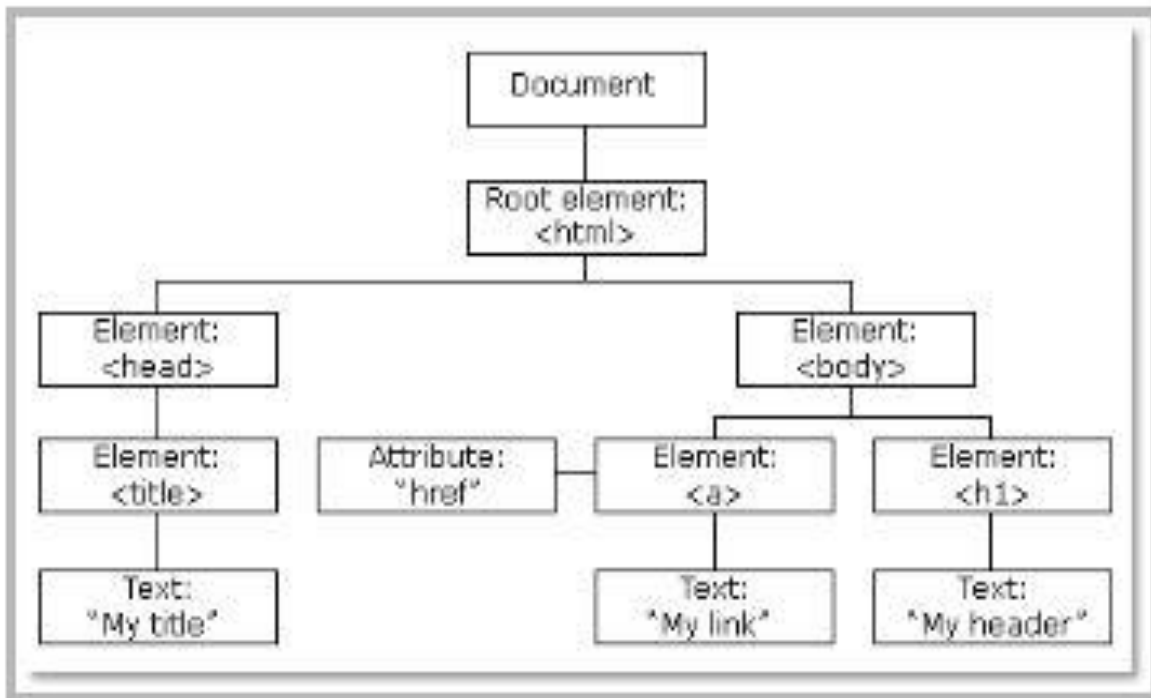 Document
Root element:
<html>
Element:
<head>
Element:
<body>
Element:
<title>
Attribute:
"href"
Element:
<a>
Element:
<h1>
Text:
"My title"
Text:
"My link"
Text:
"My header"